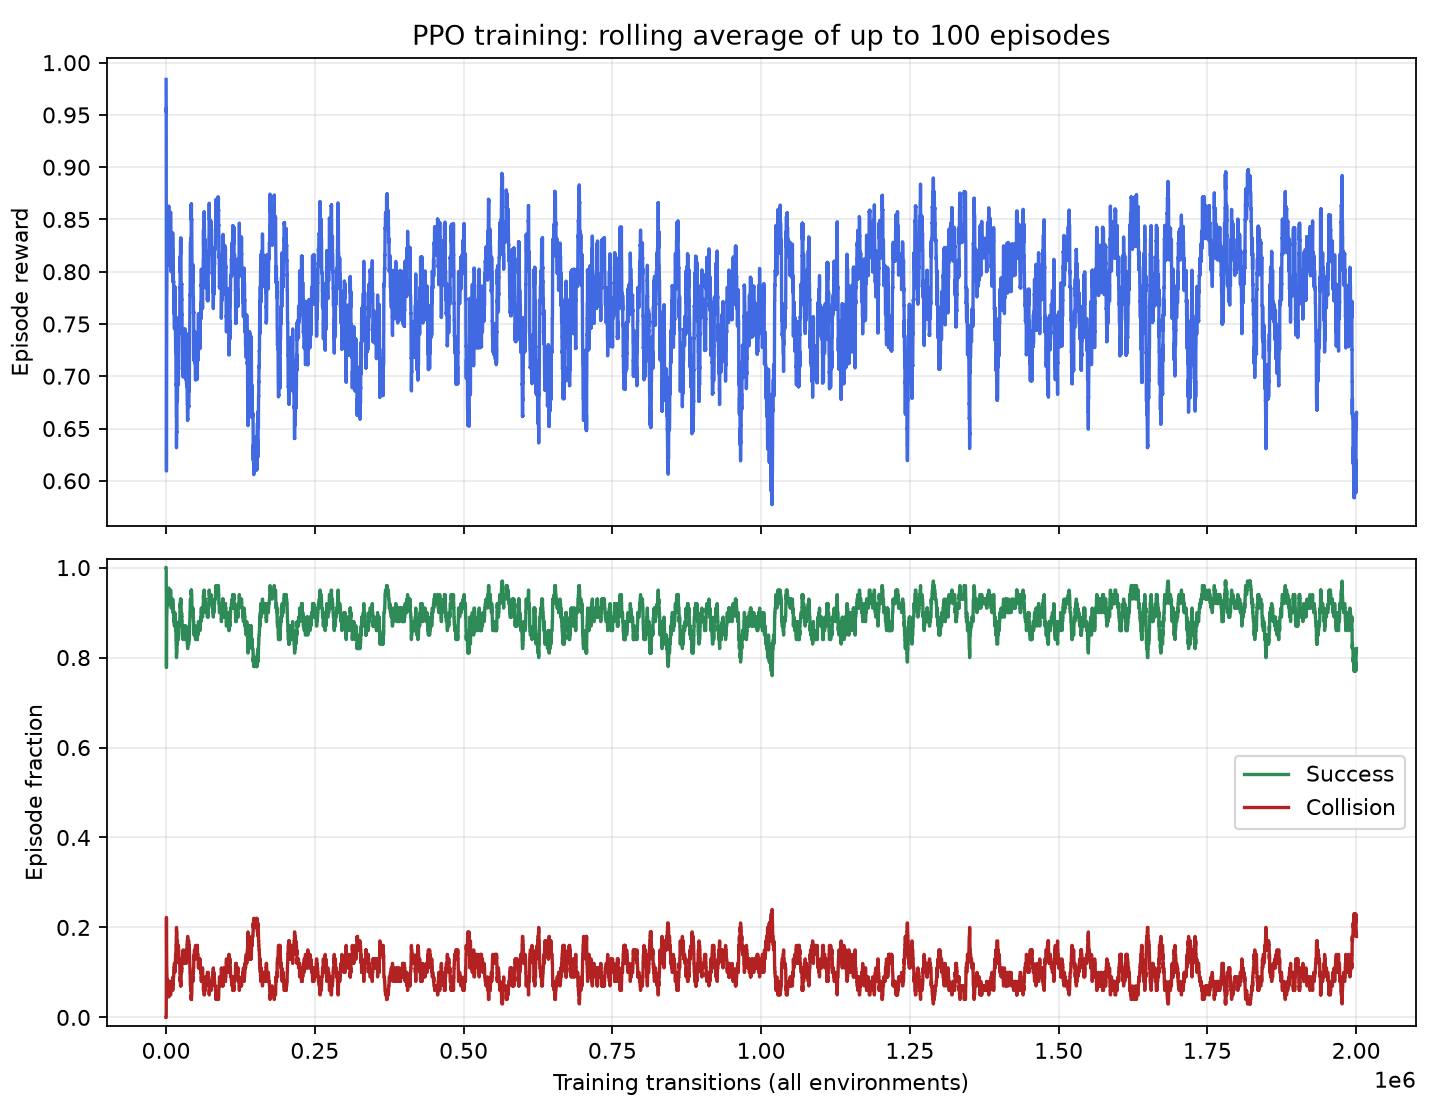 PPO training: rolling average of up to 100 episodes
1.00
0.95
0.90
0.85
0.80
0.75
0.70
0.65
0.60
Episode reward
1.0
0.8
0.6
0.4
0.2
0.0
Episode fraction
Success
Collision
0.00 0.25 0.50 0.75 1.00 1.25 1.50 1.75 2.00
1e6
Training transitions (all environments)